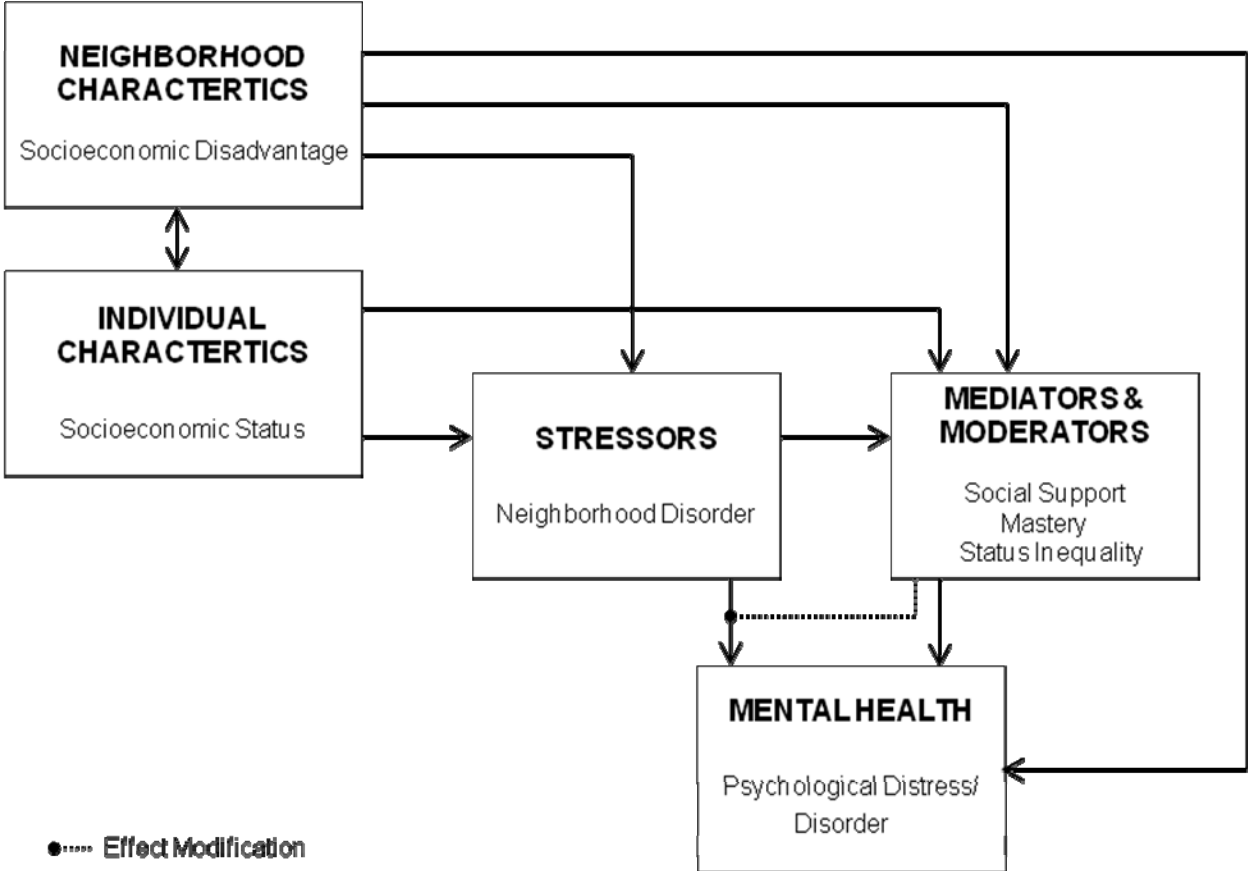 NEIGHBORHOOD
CHARACTERTICS
Socioeconomic Disadvantage
INDIVIDUAL
CHARACTERTICS
Socioeconomic Status
STRESSORS
Neighborhood Disorder
MEDIATORS &
MODERATORS
Social Support
Mastery
Status Inequality
MENTAL HEALTH
Psychological Distress/
Disorder
Effect Modification